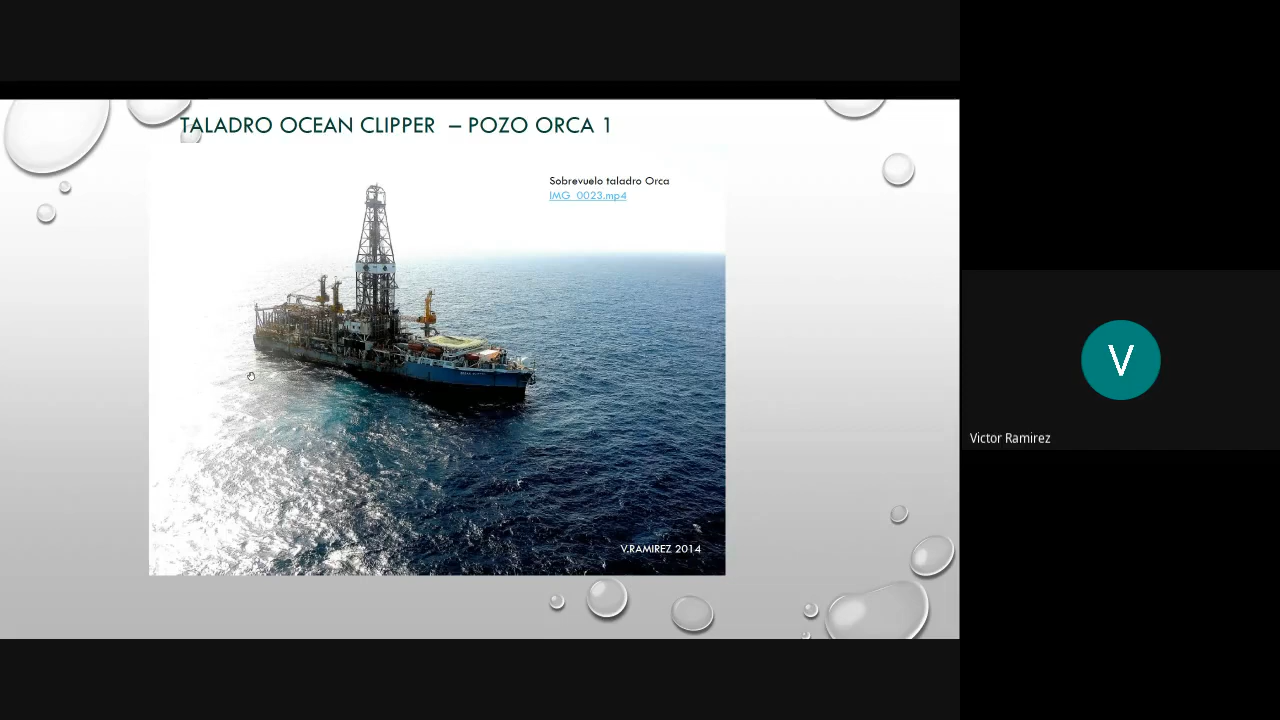 TALADRO OCEAN CLIPPER – POZO ORCA 1
Sobrevuelo taladro Orca
IMG_0023.mp4
V.RAMIREZ 2014
V
Victor Ramirez